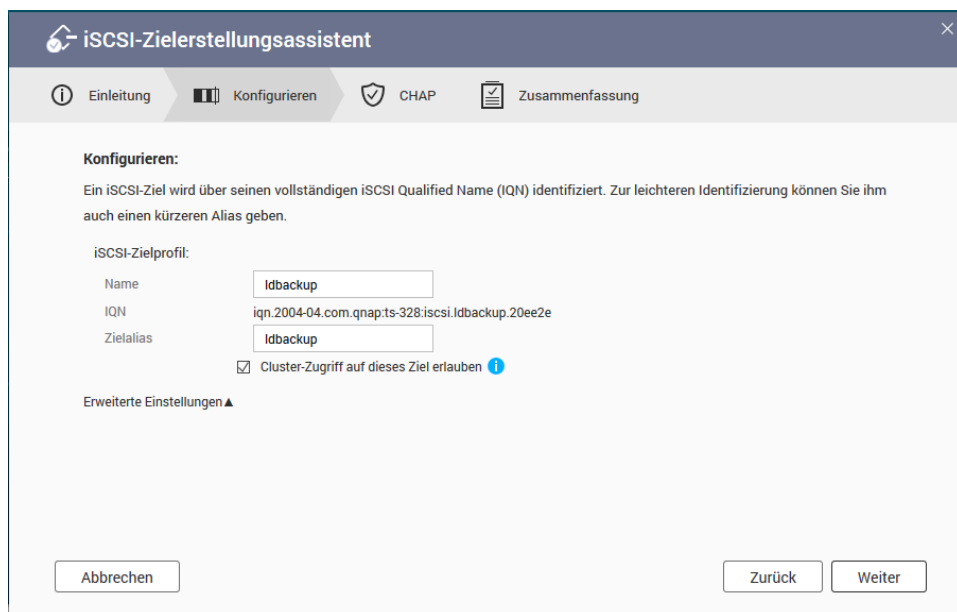 iSCSI-Zielerstellungsassistent
Einleitung Konfigurieren CHAP Zusammenfassung
Konfigurieren:
Ein iSCSI-Ziel wird über seinen vollständigen iSCSI Qualified Name (IQN) identifiziert. Zur leichteren Identifizierung können Sie ihm
auch einen kürzeren Alias geben.
iSCSI-Zielprofil:
Name ldbackup
IQN iqn.2004-04.com.qnap:ts-328:iscsi.ldbackup.20ee2e
Zielalias ldbackup
Cluster-Zugriff auf dieses Ziel erlauben
Erweiterte Einstellungen▲
Abbrechen Zurück Weiter